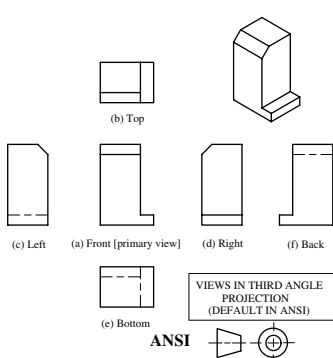 (b) Top
(c) Left
(a) Front [primary view]
(d) Right
(f) Back
(e) Bottom
VIEWS IN THIRD ANGLE
PROJECTION
(DEFAULT IN ANSI)
ANSI